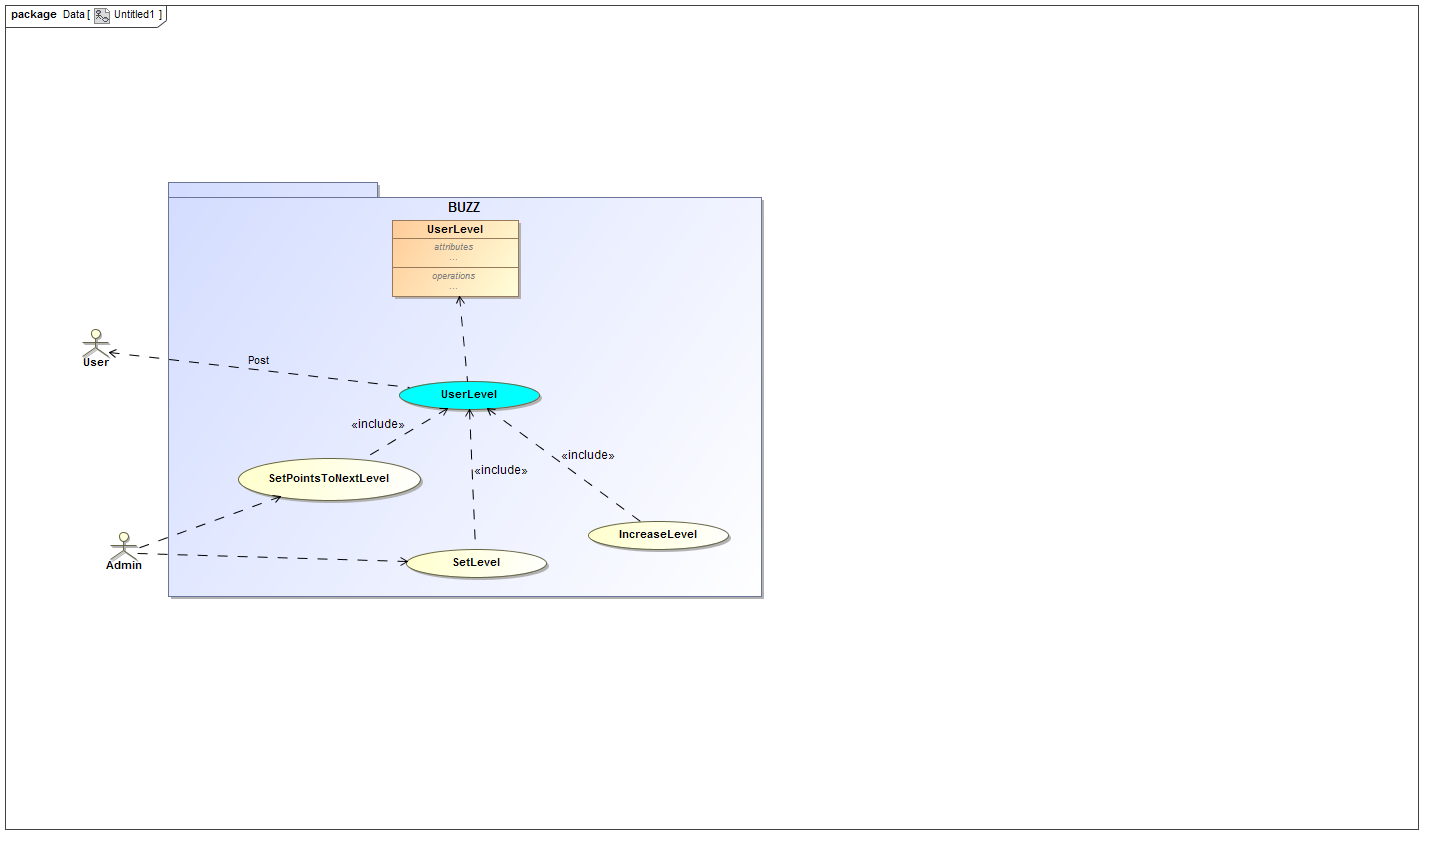 package Data [ Untitled1 ]
BUZZ
UserLevel
attributes
...
operations
...
User
Post
UserLevel
«include»
«include»
«include»
SetPointsToNextLevel
IncreaseLevel
Admin
SetLevel